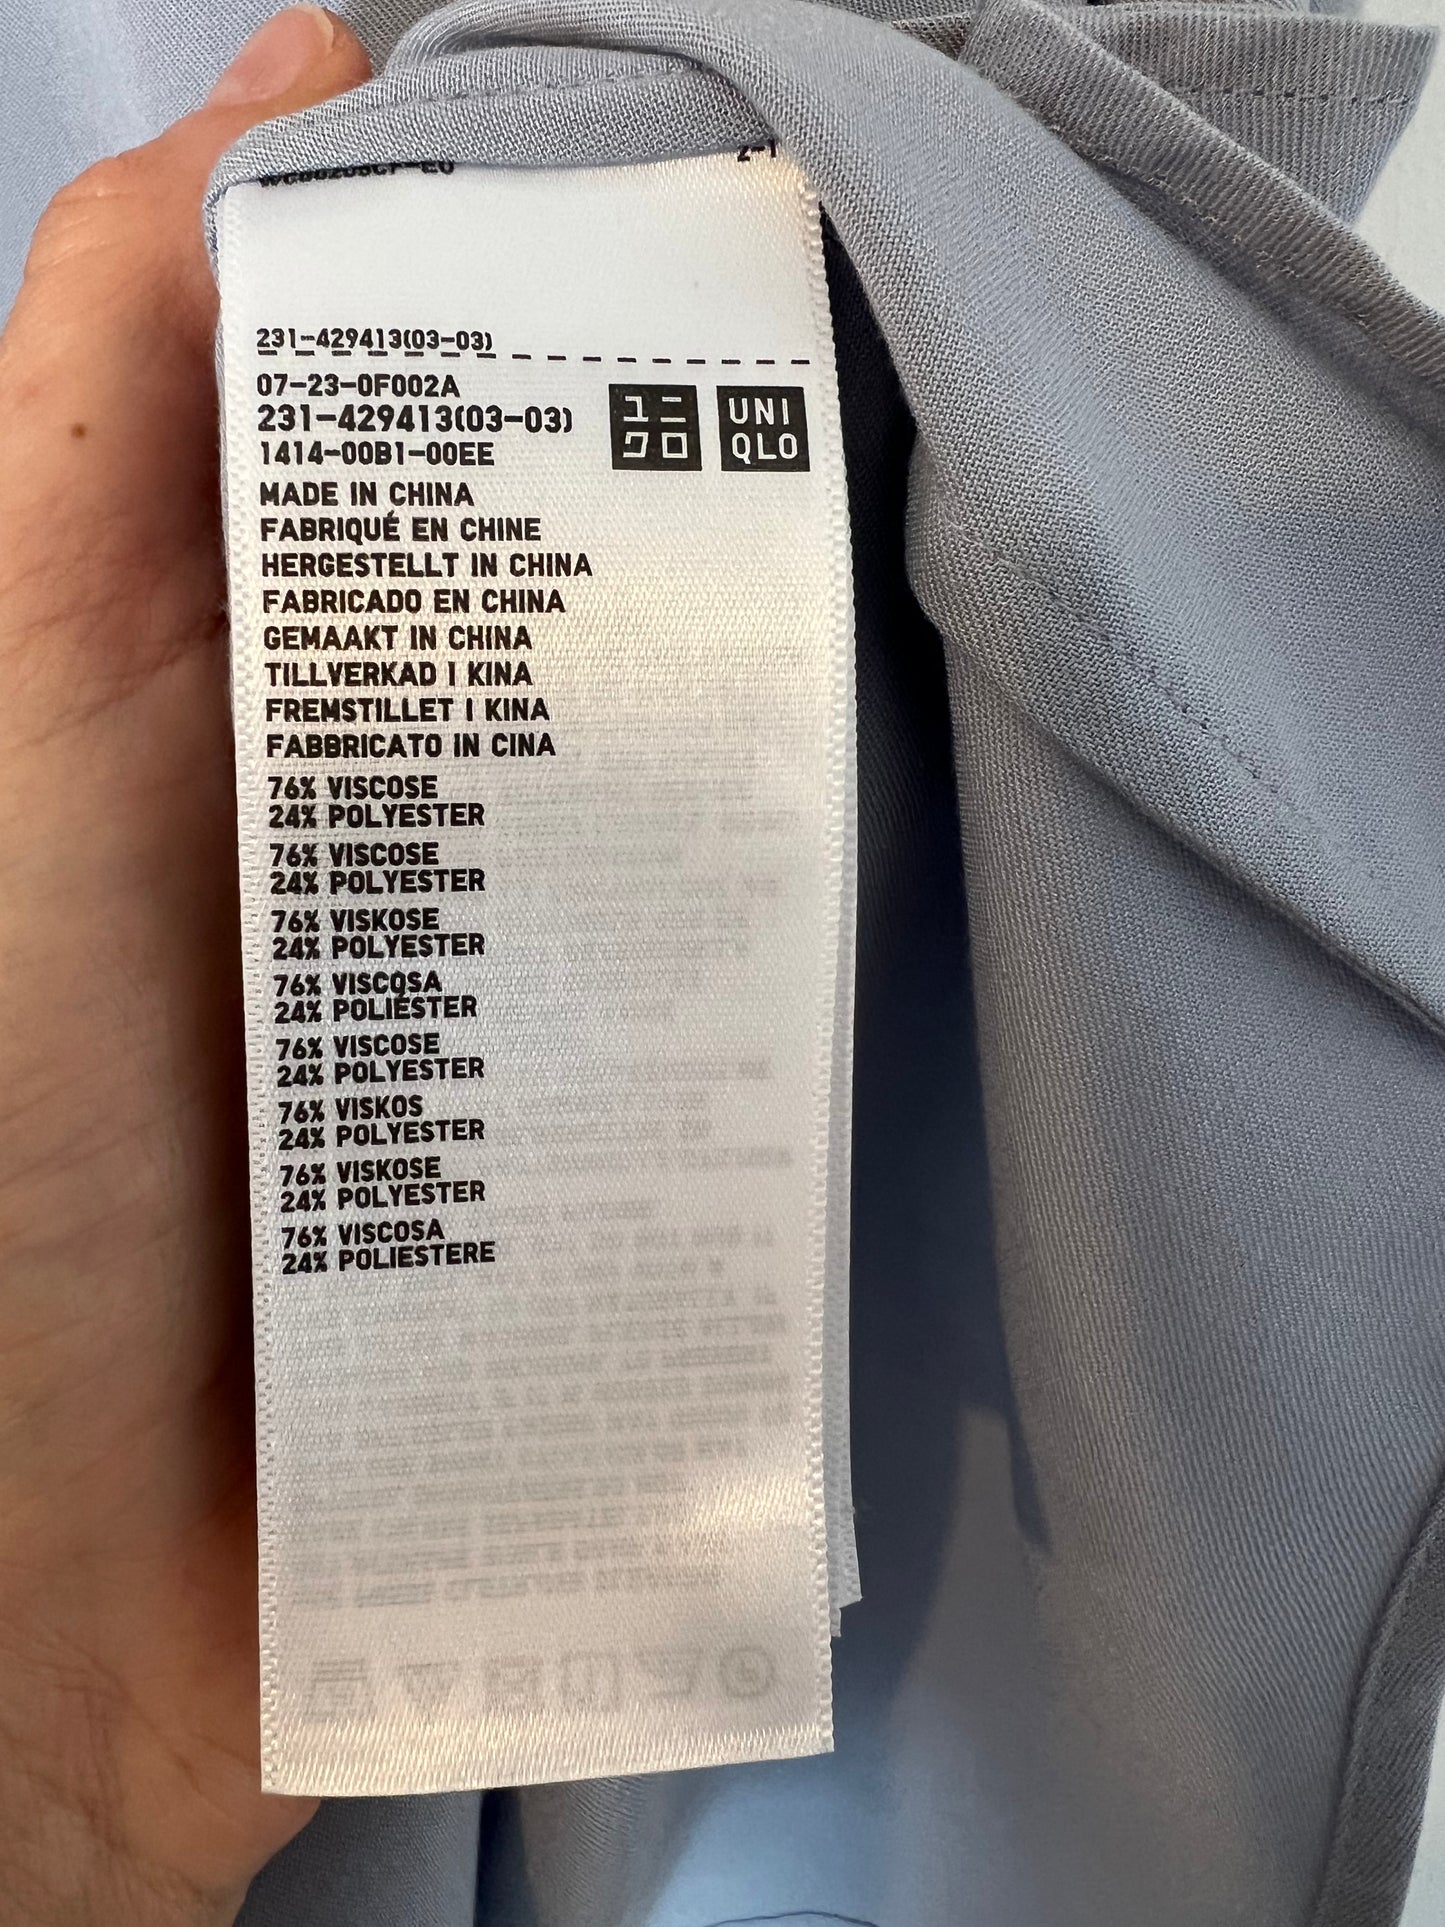 2-1
231-429413(03-03)
07-23-0F002A
231-429413(03-03)
1414-00B1-00EE
ユニ
クロ
UNI
QLO
MADE IN CHINA
FABRIQUÉ EN CHINE
HERGESTELLT IN CHINA
FABRICADO EN CHINA
GEMAAKT IN CHINA
TILLVERKAD I KINA
FREMSTILLET I KINA
FABBRICATO IN CINA
76% VISCOSE
24% POLYESTER
76% VISCOSE
24% POLYESTER
76% VISKOSE
24% POLYESTER
76% VISCOSA
24% POLIÉSTER
76% VISCOSE
24% POLYESTER
76% VISKOS
24% POLYESTER
76% VISKOSE
24% POLYESTER
76% VISCOSA
24% POLIESTERE